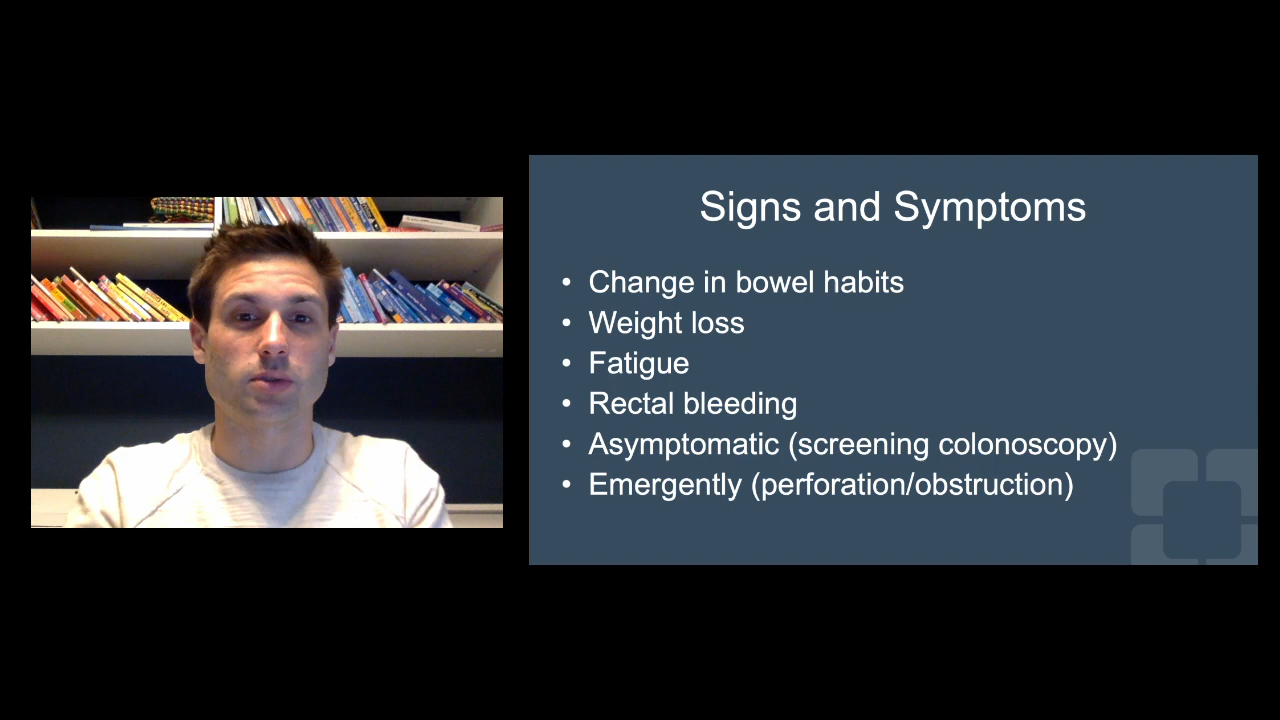 Signs and Symptoms
• Change in bowel habits
• Weight loss
• Fatigue
• Rectal bleeding
• Asymptomatic (screening colonoscopy)
• Emergently (perforation/obstruction)